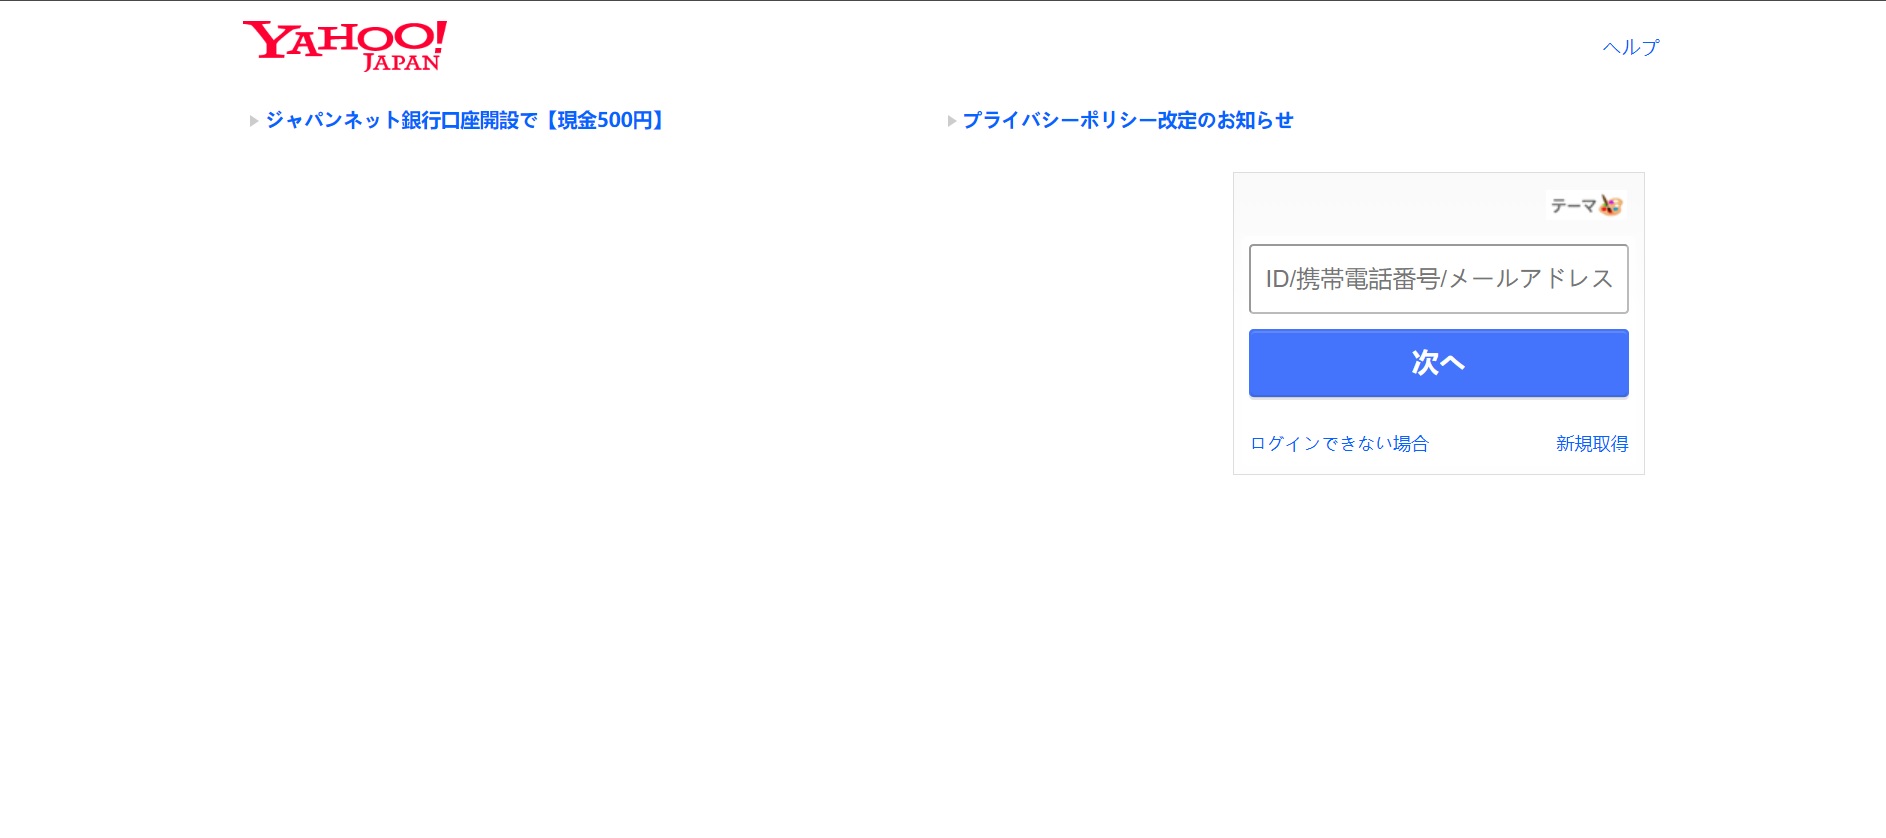 YAHOO!
JAPAN
ヘルプ
ジャパンネット銀行口座開設で【現金500円】
プライバシーポリシー改定のお知らせ
テーマ
ID/携帯電話番号/メールアドレス
次へ
ログインできない場合
新規取得